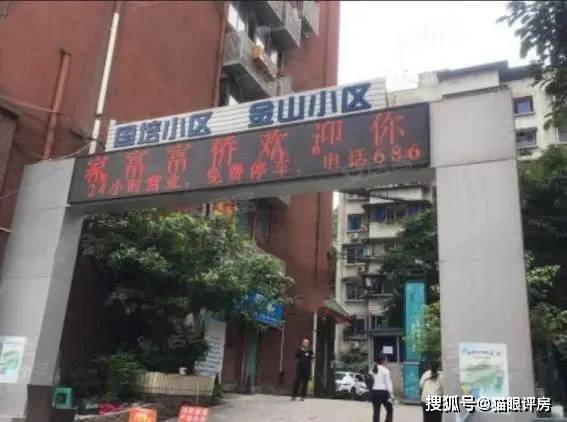 国培小区 金山小区
家富富侨欢迎你
24小时营业，免费停车，电话686
搜狐号@猫眼评房